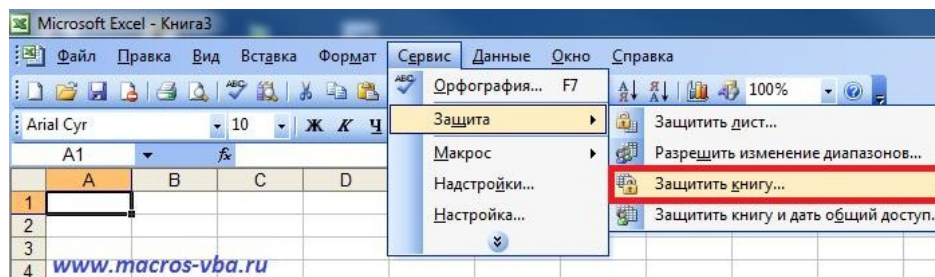 Microsoft Excel - Книга3
Файл Правка Вид Вставка Формат Сервис Данные Окно Справка
ABC ABC Орфография... F7 А Я Я А 100%
Arial Cyr 10 Ж К Ч Защита Защитить лист...
A1 fx Макрос Разрешить изменение диапазонов...
A B C D Надстройки... Защитить книгу...
1 Настройка... Защитить книгу и дать общий доступ.
2
3
4 www.macros-vba.ru